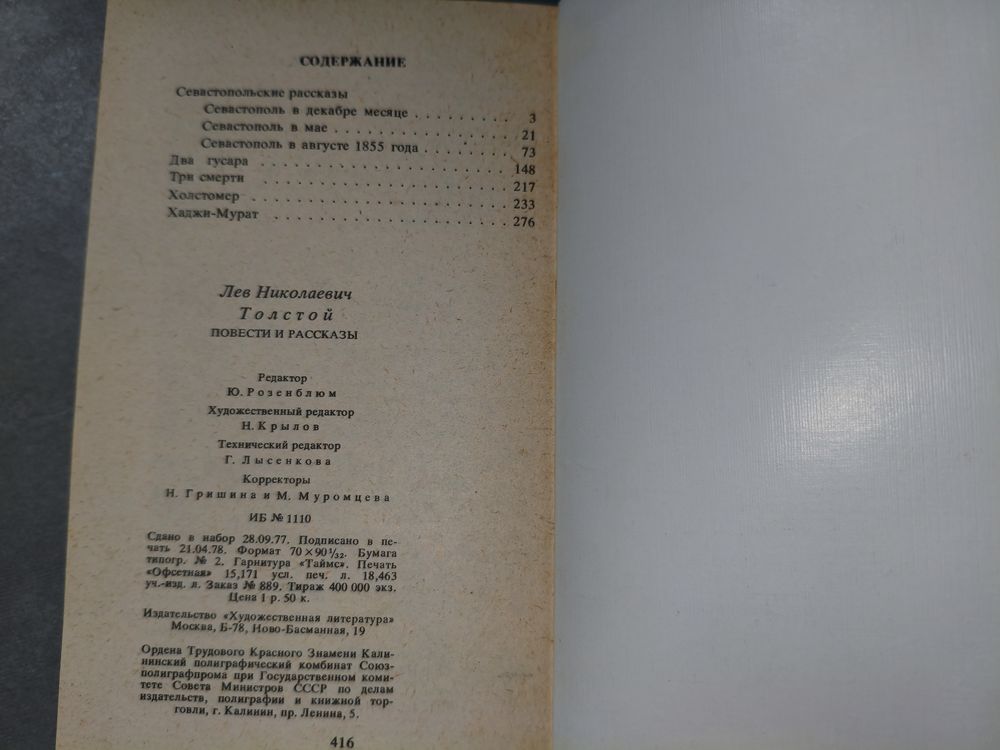 СОДЕРЖАНИЕ
Севастопольские рассказы
Севастополь в декабре месяце . . . . . . . . . 3
Севастополь в мае . . . . . . . . . . . . . . . 21
Севастополь в августе 1855 года . . . . . . . . 73
Два гусара . . . . . . . . . . . . . . . . . . . 148
Три смерти . . . . . . . . . . . . . . . . . . . 217
Холстомер . . . . . . . . . . . . . . . . . . . 233
Хаджи-Мурат . . . . . . . . . . . . . . . . . . 276
Лев Николаевич
Толстой
ПОВЕСТИ И РАССКАЗЫ
Редактор
Ю. Розенблюм
Художественный редактор
Н. Крылов
Технический редактор
Г. Лысенкова
Корректоры
Н. Гришина и М. Муромцева
ИБ № 1110
Сдано в набор 28.09.77. Подписано в пе-
чать 21.04.78. Формат 70×90¹/₃₂. Бумага
типогр. № 2. Гарнитура «Таймс». Печать
«Офсетная» 15,171 усл. печ. л. 18,463
уч.-изд. л. Заказ № 889. Тираж 400 000 экз.
Цена 1 р. 50 к.
Издательство «Художественная литература»
Москва, Б-78, Ново-Басманная, 19
Ордена Трудового Красного Знамени Кали-
нинский полиграфический комбинат Союз-
полиграфпрома при Государственном коми-
тете Совета Министров СССР по делам
издательств, полиграфии и книжной тор-
говли, г. Калинин, пр. Ленина, 5.
416